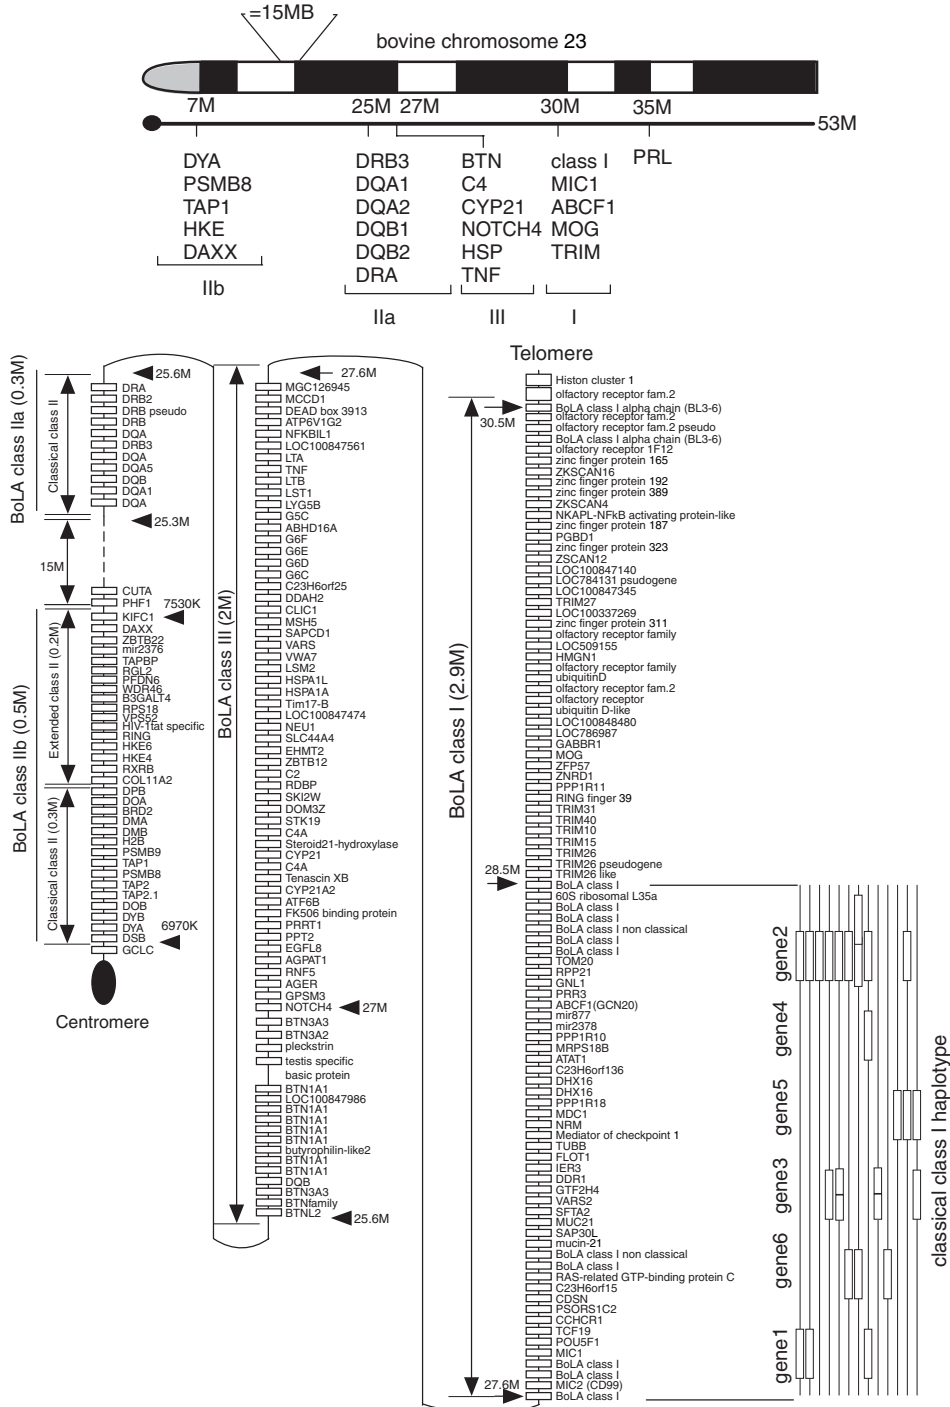 =15MB
bovine chromosome 23
7M
25M
27M
30M
35M
53M
DYA
PSMB8
TAP1
HKE
DAXX
IIb
DRB3
DQA1
DQA2
DQB1
DQB2
DRA
IIa
BTN
C4
CYP21
NOTCH4
HSP
TNF
III
class I
MIC1
ABCF1
MOG
TRIM
I
PRL
BoLA class IIa (0.3M)
Classical class II
25.6M
DRA
DRB2
DRB pseudo
DRB
DQA
DRB3
DQA
DQA5
DQB
DQA1
DQA
25.3M
15M
CUTA
PHF1
7530K
BoLA class IIb (0.5M)
Extended class II (0.2M)
KIFC1
DAXX
ZBTB22
mir2376
TAPBP
RGL2
PFDN6
WDR46
B3GALT4
RPS18
VPS52
HIV-1tat specific
RING
HKE6
HKE4
RXRB
COL11A2
Classical class II (0.3M)
DPB
DOA
BRD2
DMA
DMB
H2B
PSMB9
TAP1
PSMB8
TAP2
TAP2.1
DOB
DYB
DYA
6970K
DSB
GCLC
Centromere
BoLA class III (2M)
27.6M
MGC126945
MCCD1
DEAD box 3913
ATP6V1G2
NFKBIL1
LOC100847561
LTA
TNF
LTB
LST1
LYG5B
G5C
ABHD16A
G6F
G6E
G6D
G6C
C23H6orf25
DDAH2
CLIC1
MSH5
SAPCD1
VARS
VWA7
LSM2
HSPA1L
HSPA1A
Tim17-B
LOC100847474
NEU1
SLC44A4
EHMT2
ZBTB12
C2
RDBP
SKI2W
DOM3Z
STK19
C4A
Steroid21-hydroxylase
CYP21
C4A
Tenascin XB
CYP21A2
ATF6B
FK506 binding protein
PRRT1
PPT2
EGFL8
AGPAT1
RNF5
AGER
GPSM3
NOTCH4
27M
BTN3A3
BTN3A2
pleckstrin
testis specific
basic protein
BTN1A1
LOC100847986
BTN1A1
BTN1A1
BTN1A1
BTN1A1
butyrophilin-like2
BTN1A1
BTN1A1
DQB
BTN3A3
BTNfamily
BTNL2
25.6M
Telomere
BoLA class I (2.9M)
Histon cluster 1
olfactory receptor fam.2
30.5M
BoLA class I alpha chain (BL3-6)
olfactory receptor fam.2
olfactory receptor fam.2 pseudo
BoLA class I alpha chain (BL3-6)
olfactory receptor 1F12
zinc finger protein 165
ZKSCAN16
zinc finger protein 192
zinc finger protein 389
ZKSCAN4
NKAPL-NFkB activating protein-like
zinc finger protein 187
PGBD1
zinc finger protein 323
ZSCAN12
LOC100847140
LOC784131 psudogene
LOC100847345
TRIM27
LOC100337269
zinc finger protein 311
olfactory receptor family
LOC509155
HMGN1
olfactory receptor family
ubiquitinD
olfactory receptor fam.2
olfactory receptor
ubiquitin D-like
LOC100848480
LOC786987
GABBR1
MOG
ZFP57
ZNRD1
PPP1R11
RING finger 39
TRIM31
TRIM40
TRIM10
TRIM15
TRIM26
TRIM26 pseudogene
TRIM26 like
28.5M
BoLA class I
60S ribosomal L35a
BoLA class I
BoLA class I
BoLA class I non classical
BoLA class I
BoLA class I
TOM20
RPP21
GNL1
PRR3
ABCF1(GCN20)
mir877
mir2378
PPP1R10
MRPS18B
ATAT1
C23H6orf136
DHX16
DHX16
PPP1R18
MDC1
NRM
Mediator of checkpoint 1
TUBB
FLOT1
IER3
DDR1
GTF2H4
VARS2
SFTA2
MUC21
SAP30L
mucin-21
BoLA class I non classical
BoLA class I
RAS-related GTP-binding protein C
C23H6orf15
CDSN
PSORS1C2
CCHCR1
TCF19
POU5F1
MIC1
BoLA class I
BoLA class I
MIC2 (CD99)
27.6M
BoLA class I
gene2
gene4
gene5
gene3
gene6
gene1
classical class I haplotype